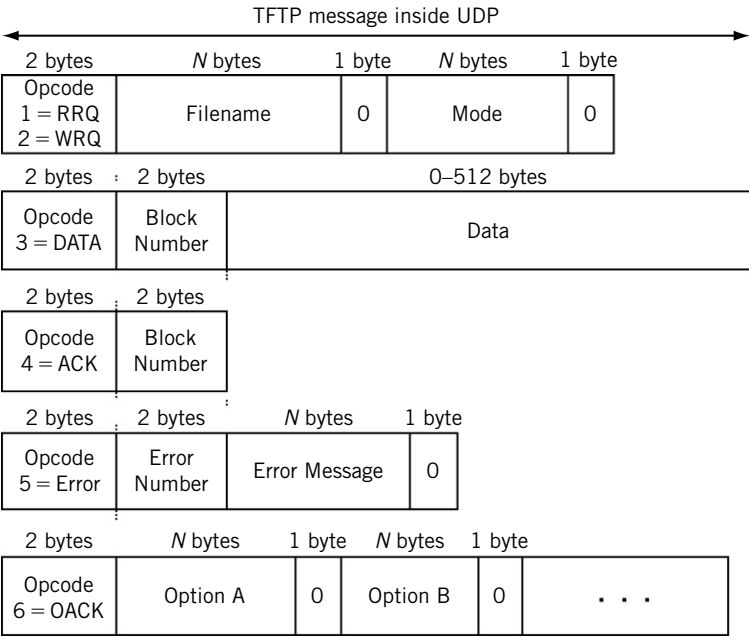 TFTP message inside UDP
2 bytes N bytes 1 byte N bytes 1 byte
Opcode
1 = RRQ
2 = WRQ
Filename
0
Mode
0
2 bytes 2 bytes 0–512 bytes
Opcode
3 = DATA
Block
Number
Data
2 bytes 2 bytes
Opcode
4 = ACK
Block
Number
2 bytes 2 bytes N bytes 1 byte
Opcode
5 = Error
Error
Number
Error Message
0
2 bytes N bytes 1 byte N bytes 1 byte
Opcode
6 = OACK
Option A
0
Option B
0
. . .